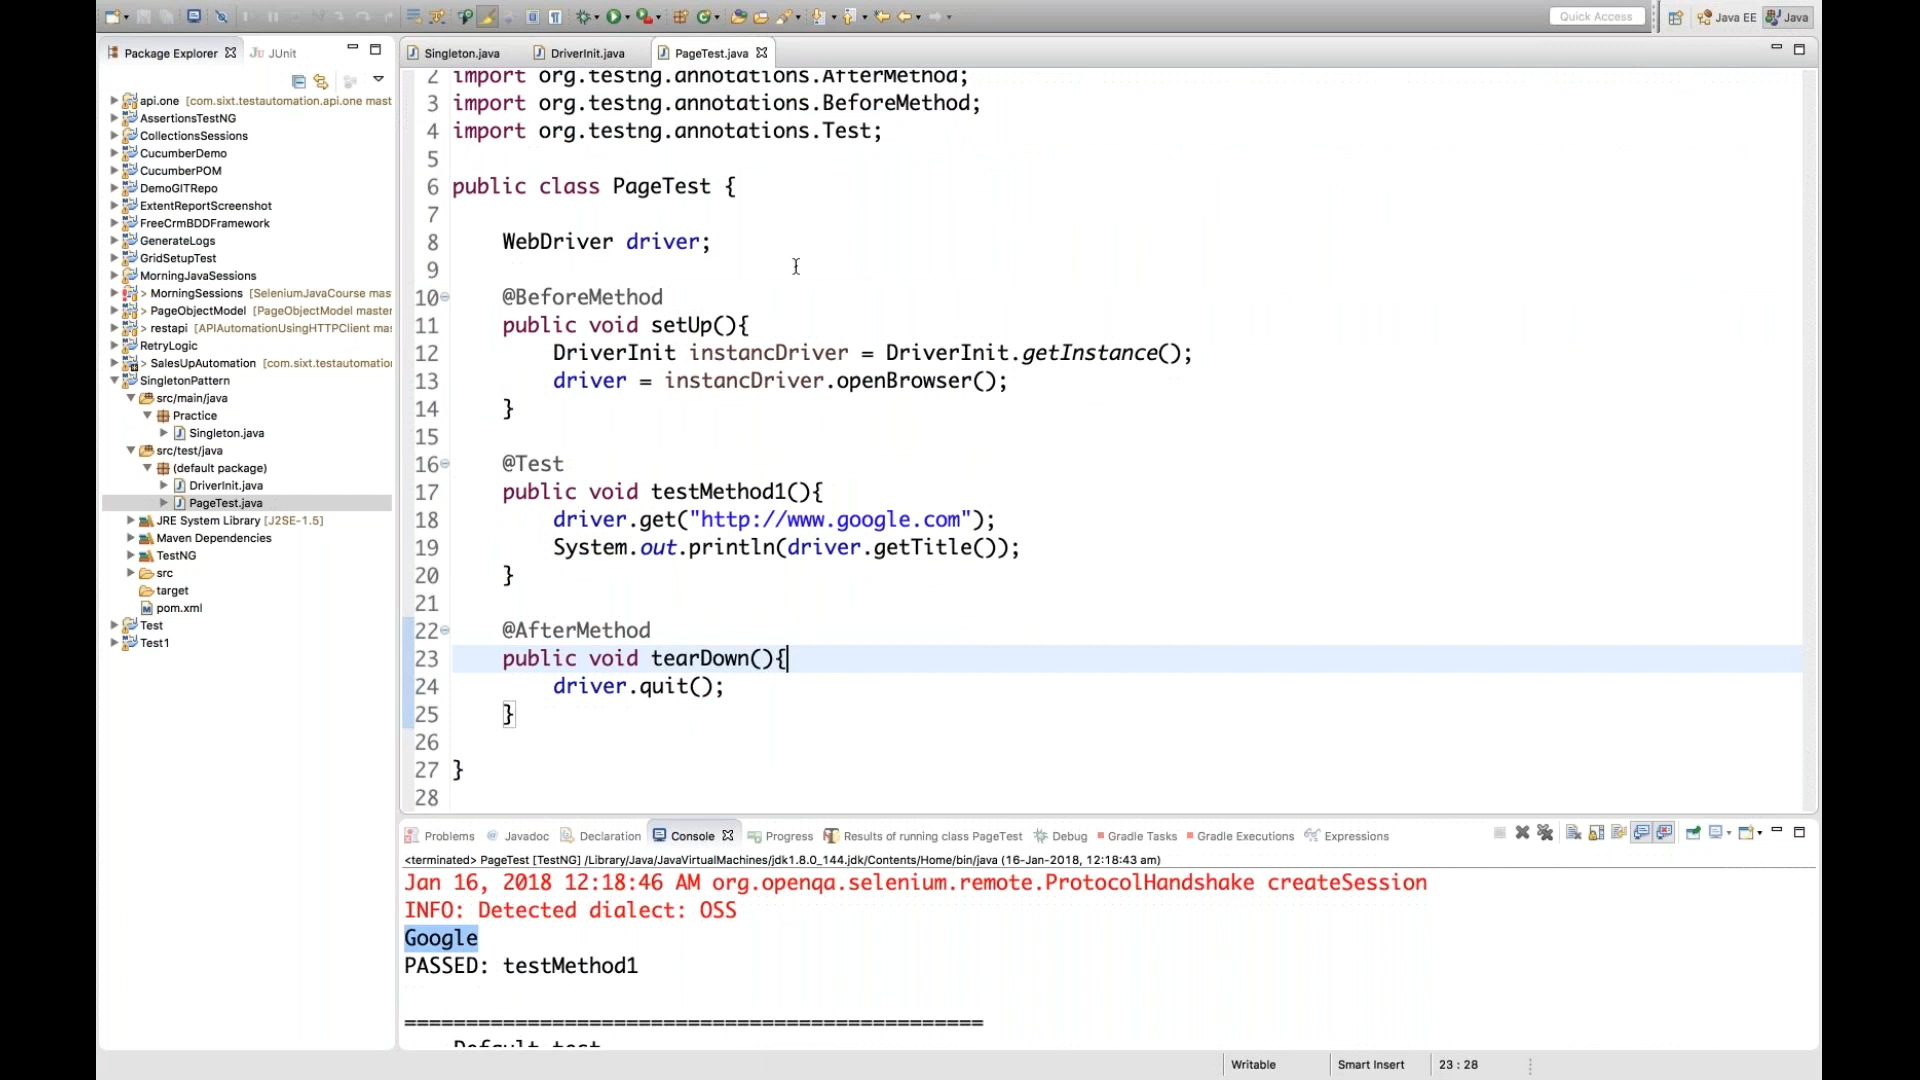 Quick Access
Java EE
Java
Package Explorer
JUnit
api.one [com.sixt.testautomation.api.one mast
AssertionsTestNG
CollectionsSessions
CucumberDemo
CucumberPOM
DemoGITRepo
ExtentReportScreenshot
FreeCrmBDDFramework
GenerateLogs
GridSetupTest
MorningJavaSessions
> MorningSessions [SeleniumJavaCourse mas
> PageObjectModel [PageObjectModel master
> restapi [APIAutomationUsingHTTPClient mas
RetryLogic
> SalesUpAutomation [com.sixt.testautomatio
SingletonPattern
src/main/java
Practice
Singleton.java
src/test/java
(default package)
DriverInit.java
PageTest.java
JRE System Library [J2SE-1.5]
Maven Dependencies
TestNG
src
target
pom.xml
Test
Test1
Singleton.java
DriverInit.java
PageTest.java
2 import org.testng.annotations.AfterMethod;
3 import org.testng.annotations.BeforeMethod;
4 import org.testng.annotations.Test;
5
6 public class PageTest {
7
8 WebDriver driver;
9
10 @BeforeMethod
11 public void setUp(){
12 DriverInit instancDriver = DriverInit.getInstance();
13 driver = instancDriver.openBrowser();
14 }
15
16 @Test
17 public void testMethod1(){
18 driver.get("http://www.google.com");
19 System.out.println(driver.getTitle());
20 }
21
22 @AfterMethod
23 public void tearDown(){
24 driver.quit();
25 }
26
27 }
28
Problems
Javadoc
Declaration
Console
Progress
Results of running class PageTest
Debug
Gradle Tasks
Gradle Executions
Expressions
<terminated> PageTest [TestNG] /Library/Java/JavaVirtualMachines/jdk1.8.0_144.jdk/Contents/Home/bin/java (16-Jan-2018, 12:18:43 am)
Jan 16, 2018 12:18:46 AM org.openqa.selenium.remote.ProtocolHandshake createSession
INFO: Detected dialect: OSS
Google
PASSED: testMethod1
===============================================
Default test
Writable
Smart Insert
23 : 28